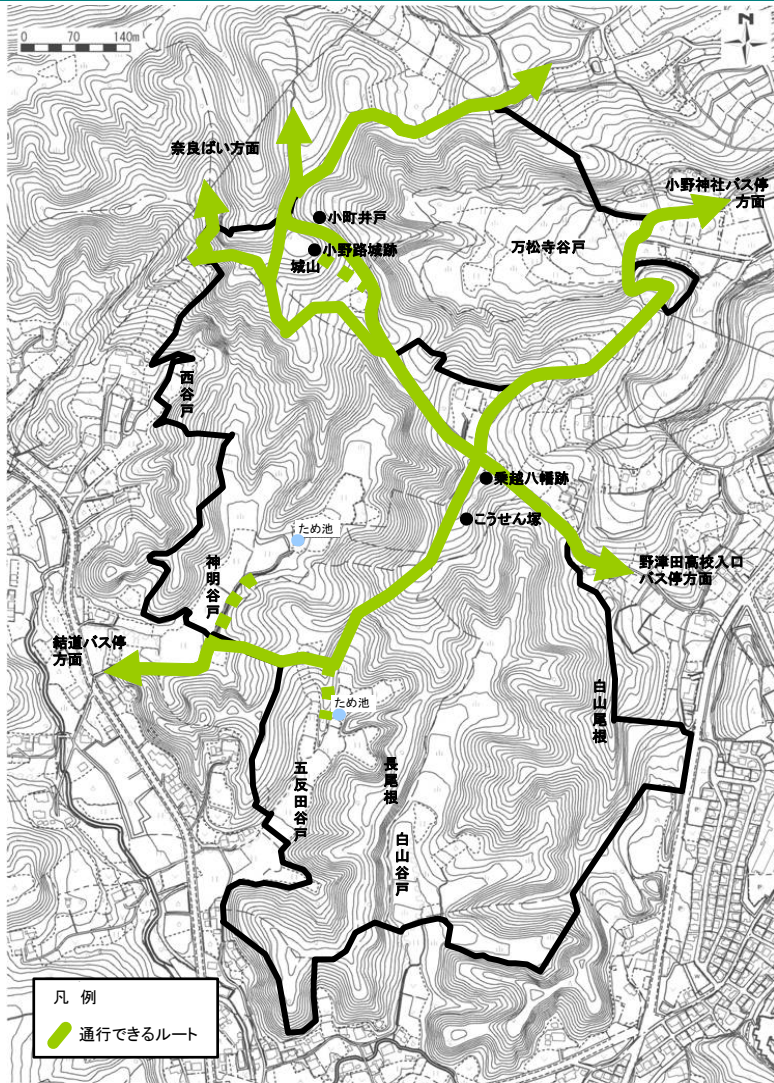 0 70 140m
N
奈良ばい方面
小野神社バス停
方面
小町井戸
小野路城跡
城山
万松寺谷戸
西谷戸
乗越八幡跡
こうせん塚
ため池
神明谷戸
野津田高校入口
バス停方面
結道バス停
方面
白山尾根
ため池
五反田谷戸
長尾根
白山谷戸
凡 例
通行できるルート